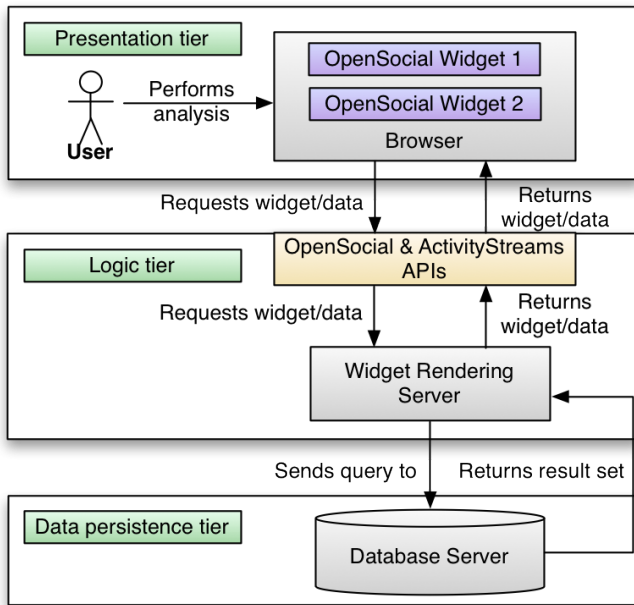 Presentation tier
OpenSocial Widget 1
Performs
analysis
OpenSocial Widget 2
User
Browser
Requests widget/data
Returns
widget/data
Logic tier
OpenSocial & ActivityStreams
APIs
Requests widget/data
Returns
widget/data
Widget Rendering
Server
Sends query to
Returns result set
Data persistence tier
Database Server